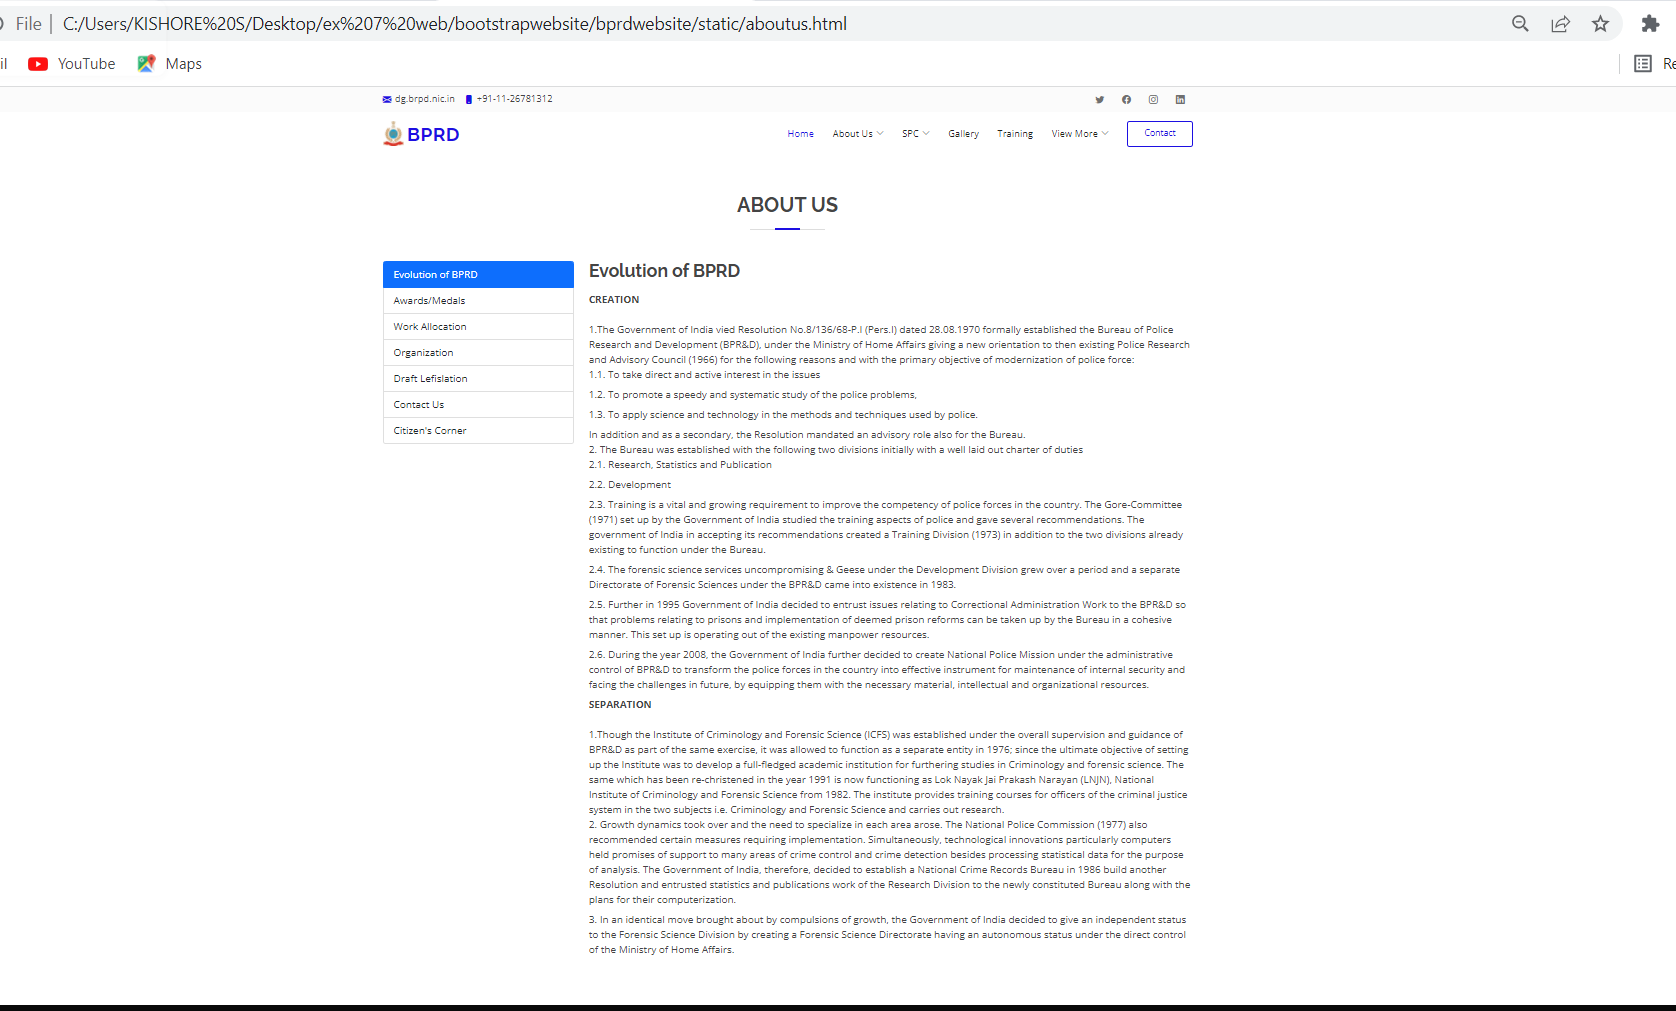 File C:/Users/KISHORE%20S/Desktop/ex%207%20web/bootstrapwebsite/bprdwebsite/static/aboutus.html
il YouTube Maps Re
dg.brpd.nic.in +91-11-26781312
BPRD Home About Us SPC Gallery Training View More Contact
ABOUT US
Evolution of BPRD
Awards/Medals
Work Allocation
Organization
Draft Lefislation
Contact Us
Citizen's Corner
Evolution of BPRD
CREATION
1.The Government of India vied Resolution No.8/136/68-P.I (Pers.I) dated 28.08.1970 formally established the Bureau of Police
Research and Development (BPR&D), under the Ministry of Home Affairs giving a new orientation to then existing Police Research
and Advisory Council (1966) for the following reasons and with the primary objective of modernization of police force:
1.1. To take direct and active interest in the issues
1.2. To promote a speedy and systematic study of the police problems,
1.3. To apply science and technology in the methods and techniques used by police.
In addition and as a secondary, the Resolution mandated an advisory role also for the Bureau.
2. The Bureau was established with the following two divisions initially with a well laid out charter of duties
2.1. Research, Statistics and Publication
2.2. Development
2.3. Training is a vital and growing requirement to improve the competency of police forces in the country. The Gore-Committee
(1971) set up by the Government of India studied the training aspects of police and gave several recommendations. The
government of India in accepting its recommendations created a Training Division (1973) in addition to the two divisions already
existing to function under the Bureau.
2.4. The forensic science services uncompromising & Geese under the Development Division grew over a period and a separate
Directorate of Forensic Sciences under the BPR&D came into existence in 1983.
2.5. Further in 1995 Government of India decided to entrust issues relating to Correctional Administration Work to the BPR&D so
that problems relating to prisons and implementation of deemed prison reforms can be taken up by the Bureau in a cohesive
manner. This set up is operating out of the existing manpower resources.
2.6. During the year 2008, the Government of India further decided to create National Police Mission under the administrative
control of BPR&D to transform the police forces in the country into effective instrument for maintenance of internal security and
facing the challenges in future, by equipping them with the necessary material, intellectual and organizational resources.
SEPARATION
1.Though the Institute of Criminology and Forensic Science (ICFS) was established under the overall supervision and guidance of
BPR&D as part of the same exercise, it was allowed to function as a separate entity in 1976; since the ultimate objective of setting
up the Institute was to develop a full-fledged academic institution for furthering studies in Criminology and forensic science. The
same which has been re-christened in the year 1991 is now functioning as Lok Nayak Jai Prakash Narayan (LNJN), National
Institute of Criminology and Forensic Science from 1982. The institute provides training courses for officers of the criminal justice
system in the two subjects i.e. Criminology and Forensic Science and carries out research.
2. Growth dynamics took over and the need to specialize in each area arose. The National Police Commission (1977) also
recommended certain measures requiring implementation. Simultaneously, technological innovations particularly computers
held promises of support to many areas of crime control and crime detection besides processing statistical data for the purpose
of analysis. The Government of India, therefore, decided to establish a National Crime Records Bureau in 1986 build another
Resolution and entrusted statistics and publications work of the Research Division to the newly constituted Bureau along with the
plans for their computerization.
3. In an identical move brought about by compulsions of growth, the Government of India decided to give an independent status
to the Forensic Science Division by creating a Forensic Science Directorate having an autonomous status under the direct control
of the Ministry of Home Affairs.